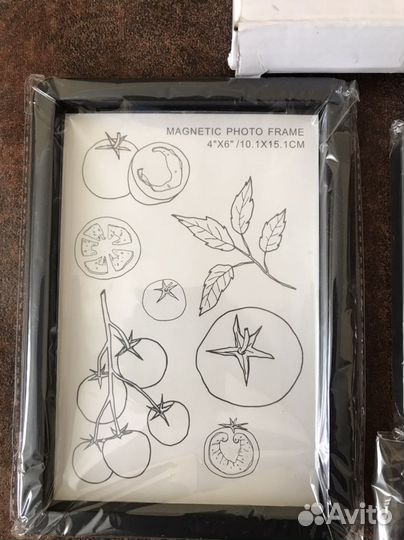 MAGNETIC PHOTO FRAME
4"X6"/10.1X15.1CM
Avito